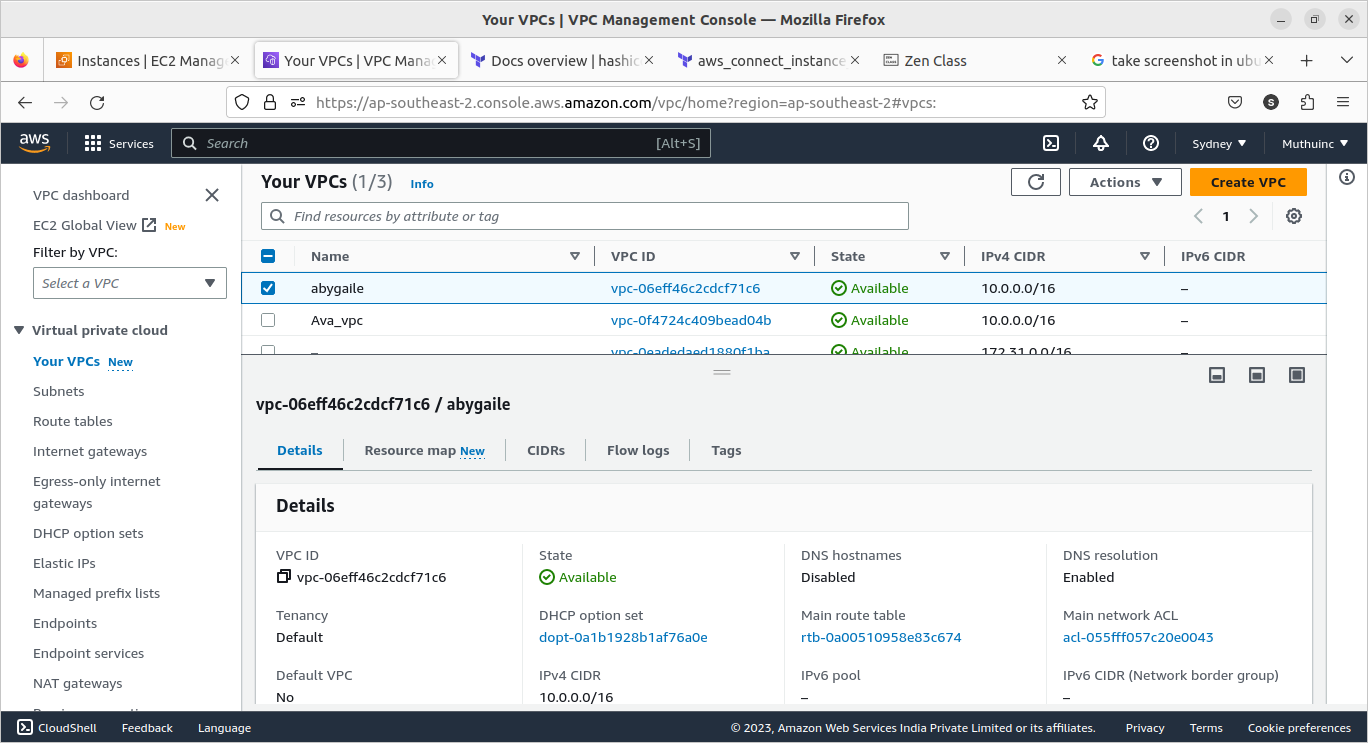 Your VPCs | VPC Management Console — Mozilla Firefox
Instances | EC2 Manag
Your VPCs | VPC Mana
Docs overview | hashic
aws_connect_instance
Zen Class
take screenshot in ubu
https://ap-southeast-2.console.aws.amazon.com/vpc/home?region=ap-southeast-2#vpcs:
S
aws
Services
Search
[Alt+S]
Sydney
Muthuinc
VPC dashboard
EC2 Global View New
Filter by VPC:
Select a VPC
Virtual private cloud
Your VPCs New
Subnets
Route tables
Internet gateways
Egress-only internet
gateways
DHCP option sets
Elastic IPs
Managed prefix lists
Endpoints
Endpoint services
NAT gateways
Your VPCs (1/3) Info
Actions
Create VPC
Find resources by attribute or tag
1
Name VPC ID State IPv4 CIDR IPv6 CIDR
abygaile vpc-06eff46c2cdcf71c6 Available 10.0.0.0/16 –
Ava_vpc vpc-0f4724c409bead04b Available 10.0.0.0/16 –
– vpc-0eadedaed1880f1ba Available 172.31.0.0/16 –
vpc-06eff46c2cdcf71c6 / abygaile
Details Resource map New CIDRs Flow logs Tags
Details
VPC ID
vpc-06eff46c2cdcf71c6
State
Available
DNS hostnames
Disabled
DNS resolution
Enabled
Tenancy
Default
DHCP option set
dopt-0a1b1928b1af76a0e
Main route table
rtb-0a00510958e83c674
Main network ACL
acl-055fff057c20e0043
Default VPC
No
IPv4 CIDR
10.0.0.0/16
IPv6 pool
–
IPv6 CIDR (Network border group)
–
CloudShell Feedback Language © 2023, Amazon Web Services India Private Limited or its affiliates. Privacy Terms Cookie preferences